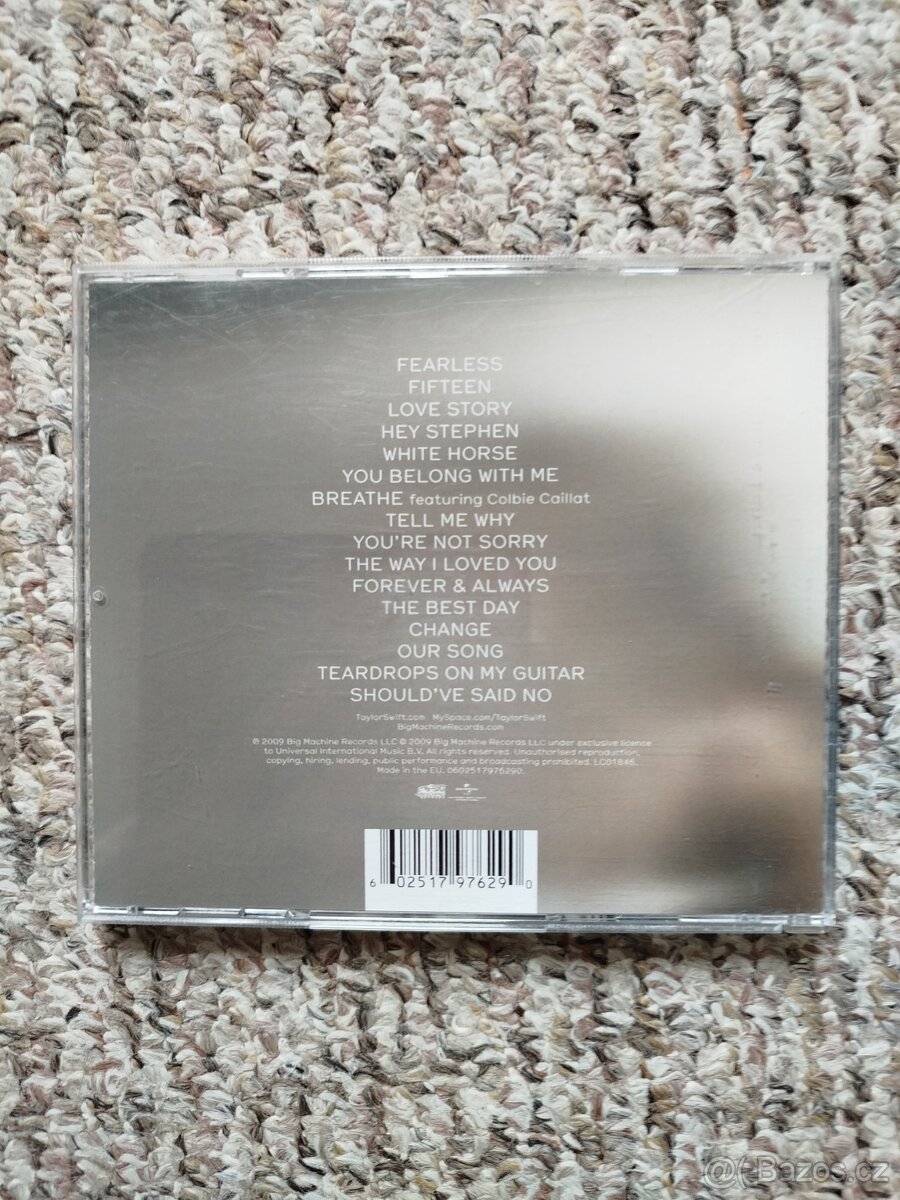 FEARLESS
FIFTEEN
LOVE STORY
HEY STEPHEN
WHITE HORSE
YOU BELONG WITH ME
BREATHE featuring Colbie Caillat
TELL ME WHY
YOU'RE NOT SORRY
THE WAY I LOVED YOU
FOREVER & ALWAYS
THE BEST DAY
CHANGE
OUR SONG
TEARDROPS ON MY GUITAR
SHOULD'VE SAID NO
TaylorSwift.com MySpace.com/TaylorSwift
BigMachineRecords.com
℗ 2009 Big Machine Records LLC © 2009 Big Machine Records LLC under exclusive licence
to Universal International Music B.V. All rights reserved. Unauthorised reproduction,
copying, hiring, lending, public performance and broadcasting prohibited. LC01846.
Made in the EU. 0602517976290.
6 02517 97629 0
Bazos.cz